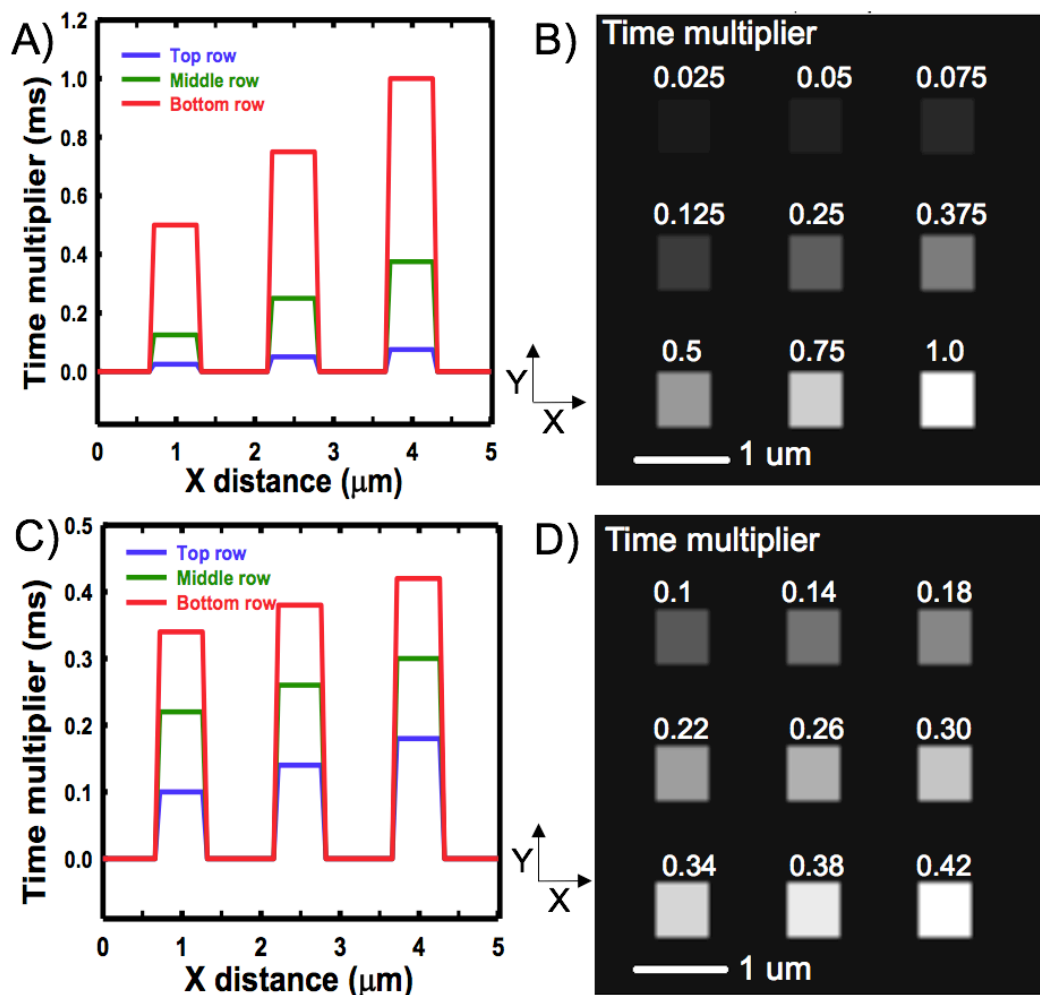 A)
Time multiplier (ms)
1.2
1.0
0.8
0.6
0.4
0.2
0.0
Top row
Middle row
Bottom row
0 1 2 3 4 5
X distance (μm)
Y
X
B)
Time multiplier
0.025 0.05 0.075
0.125 0.25 0.375
0.5 0.75 1.0
1 um
C)
Time multiplier (ms)
0.5
0.4
0.3
0.2
0.1
0.0
Top row
Middle row
Bottom row
0 1 2 3 4 5
X distance (μm)
Y
X
D)
Time multiplier
0.1 0.14 0.18
0.22 0.26 0.30
0.34 0.38 0.42
1 um